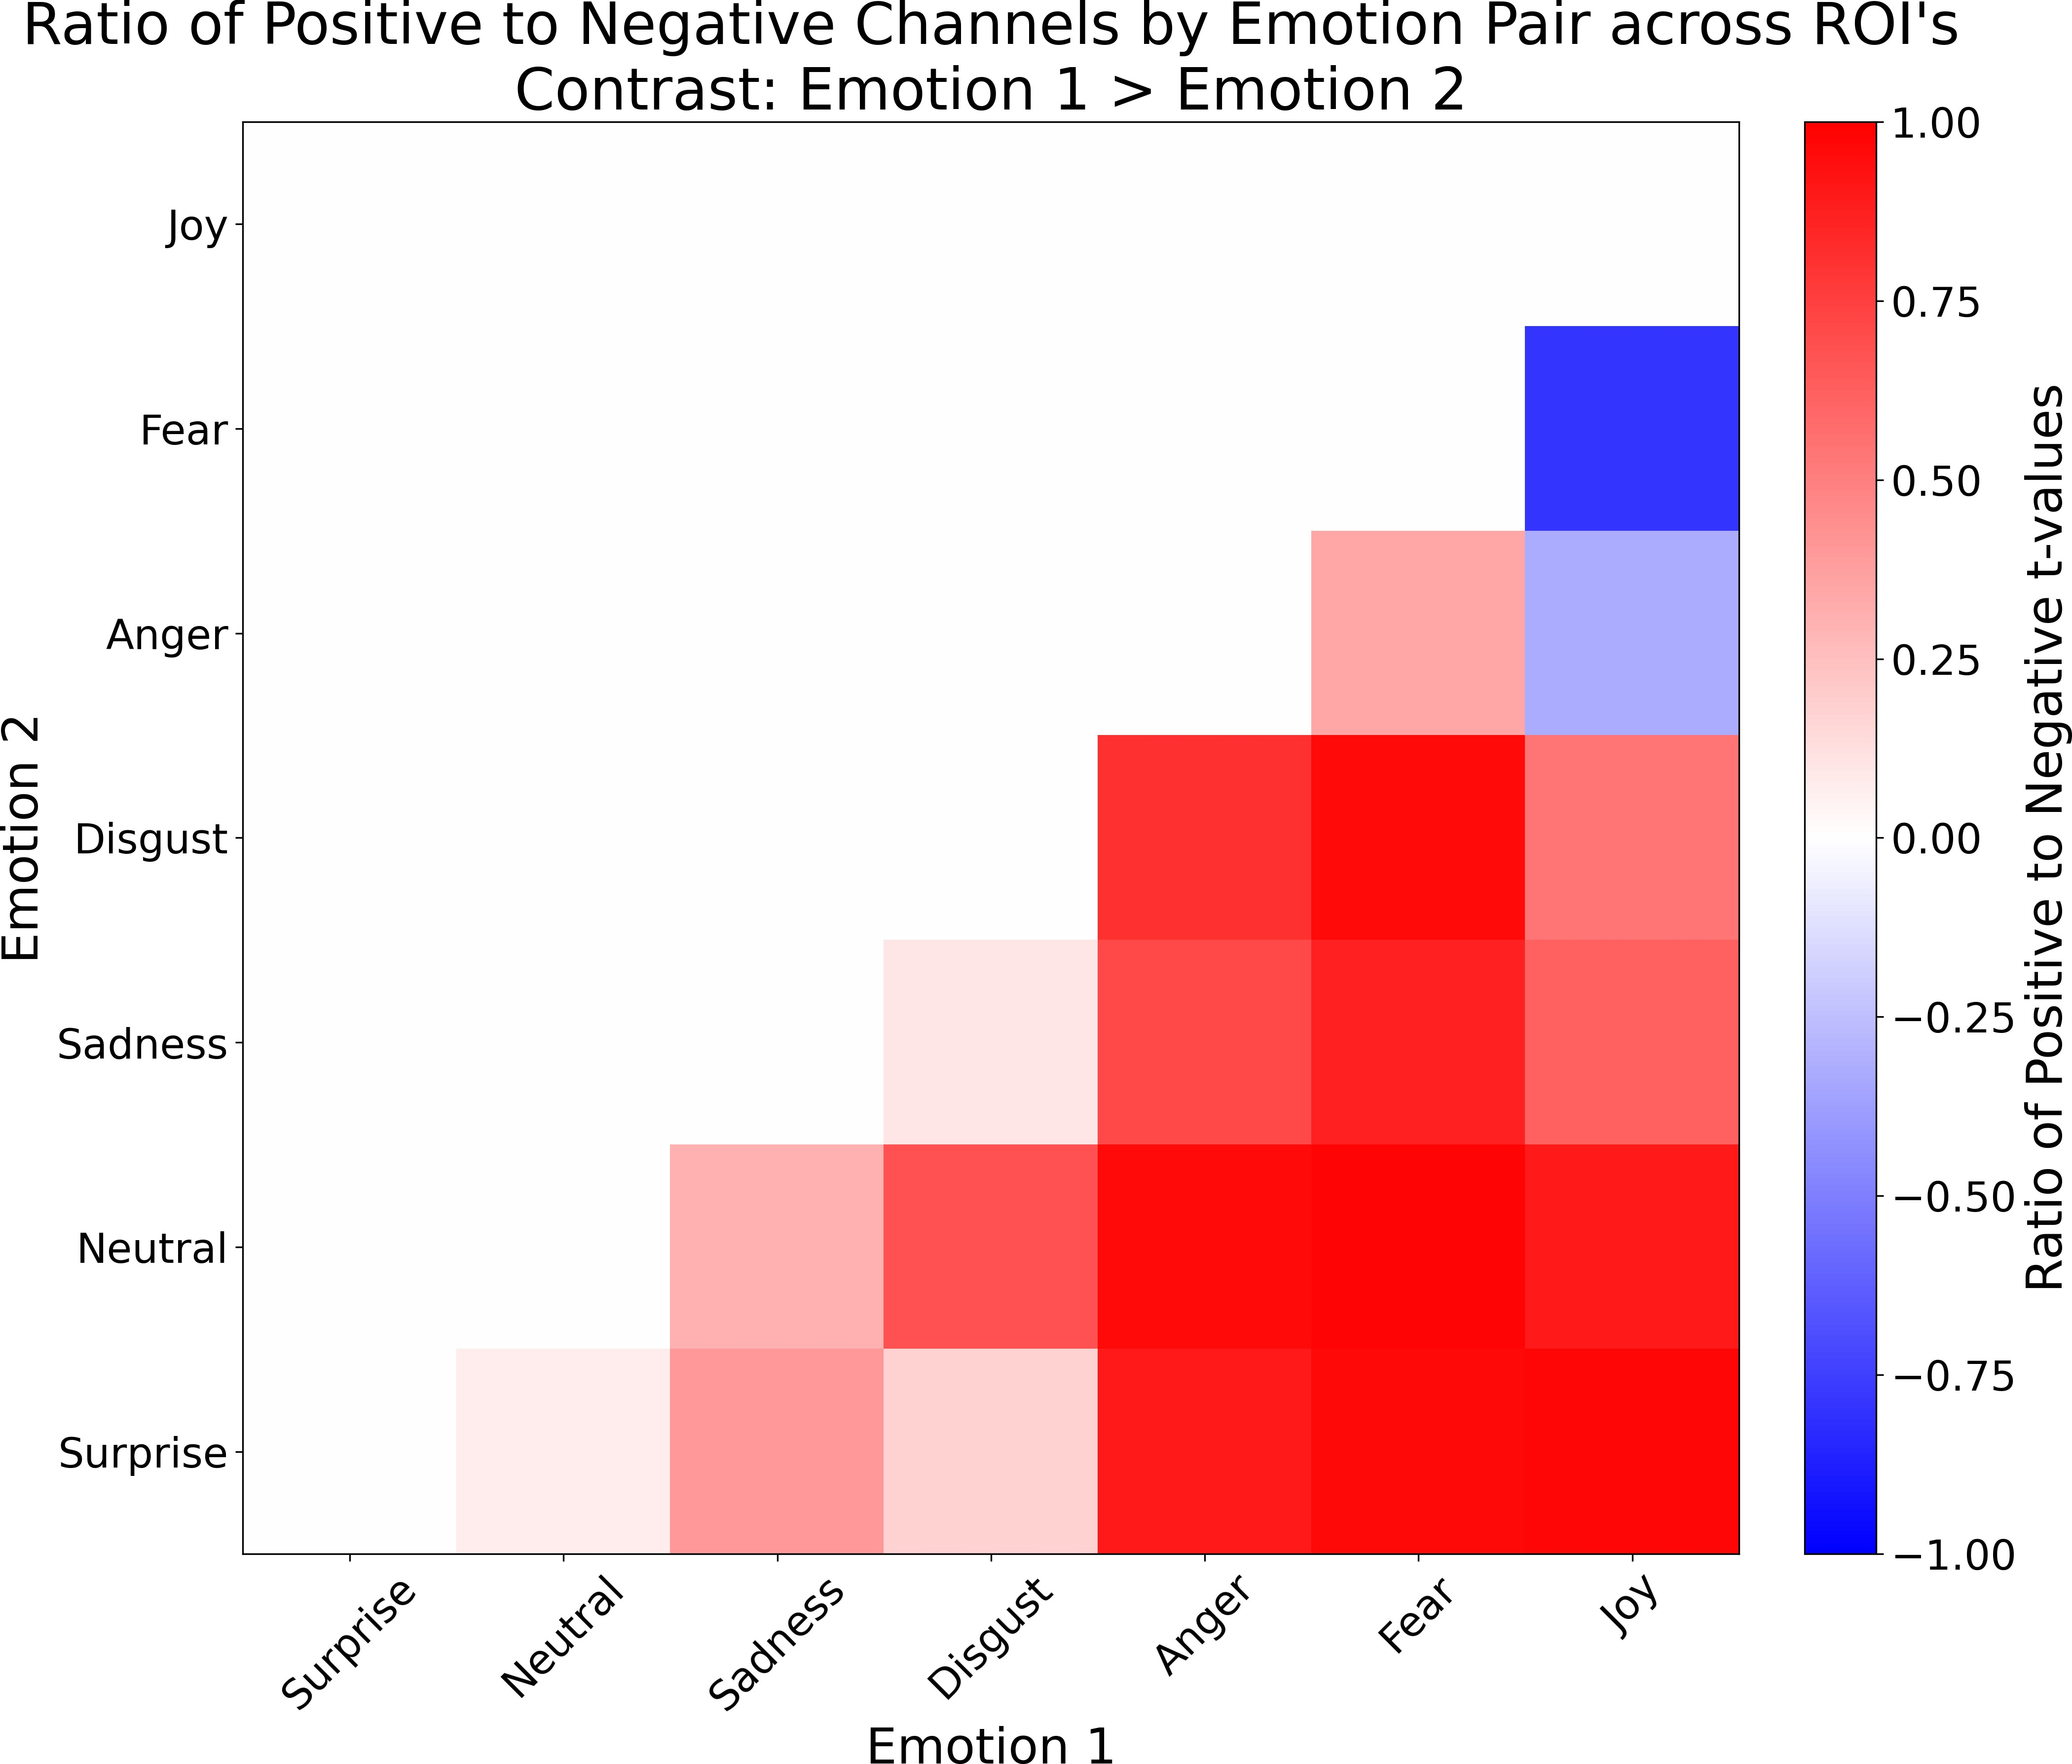 Ratio of Positive to Negative Channels by Emotion Pair across ROI's
Contrast: Emotion 1 > Emotion 2
Emotion 2
Joy
Fear
Anger
Disgust
Sadness
Neutral
Surprise
Surprise
Neutral
Sadness
Disgust
Anger
Fear
Joy
Emotion 1
1.00
0.75
0.50
0.25
0.00
−0.25
−0.50
−0.75
−1.00
Ratio of Positive to Negative t-values